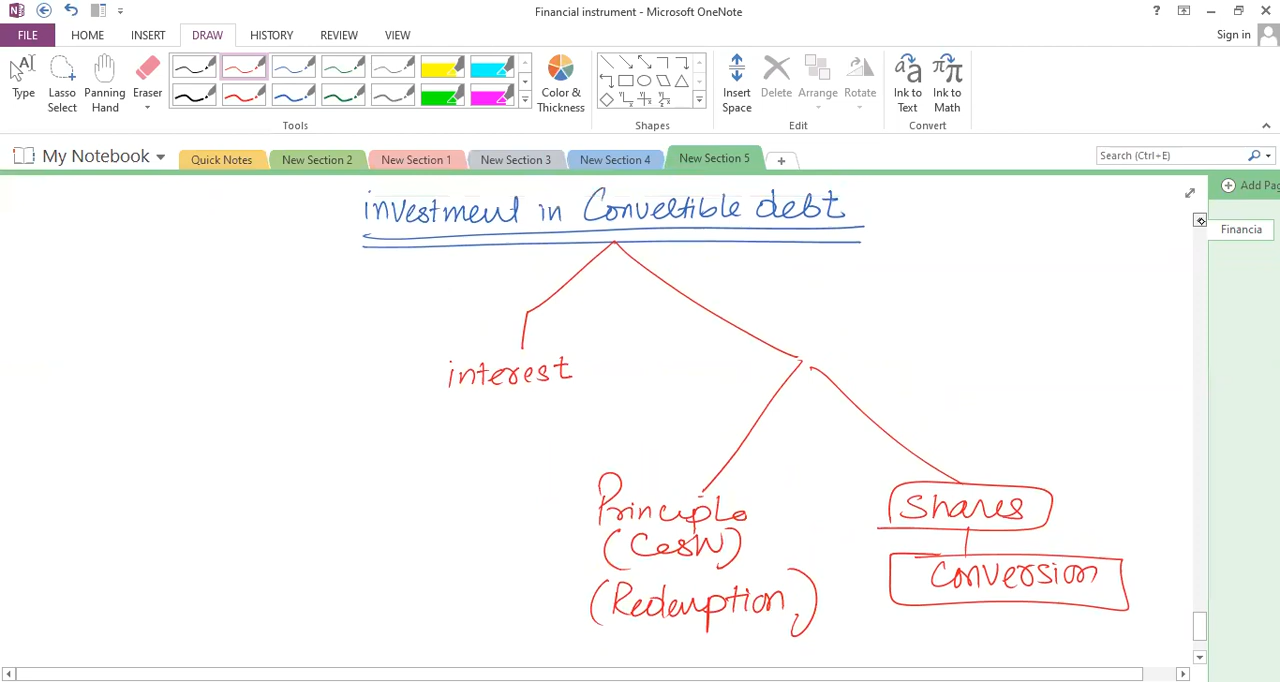 Financial instrument - Microsoft OneNote
?
FILE HOME INSERT DRAW HISTORY REVIEW VIEW
Sign in
Type
Lasso Select
Panning Hand
Eraser
Color & Thickness
Insert Space
Delete
Arrange
Rotate
Ink to Text
Ink to Math
Tools
Shapes
Edit
Convert
My Notebook
Quick Notes
New Section 2
New Section 1
New Section 3
New Section 4
New Section 5
Search (Ctrl+E)
Add Pag
Financia
investment in Convertible debt
interest
Principle
(Cash)
(Redemption)
Shares
Conversion